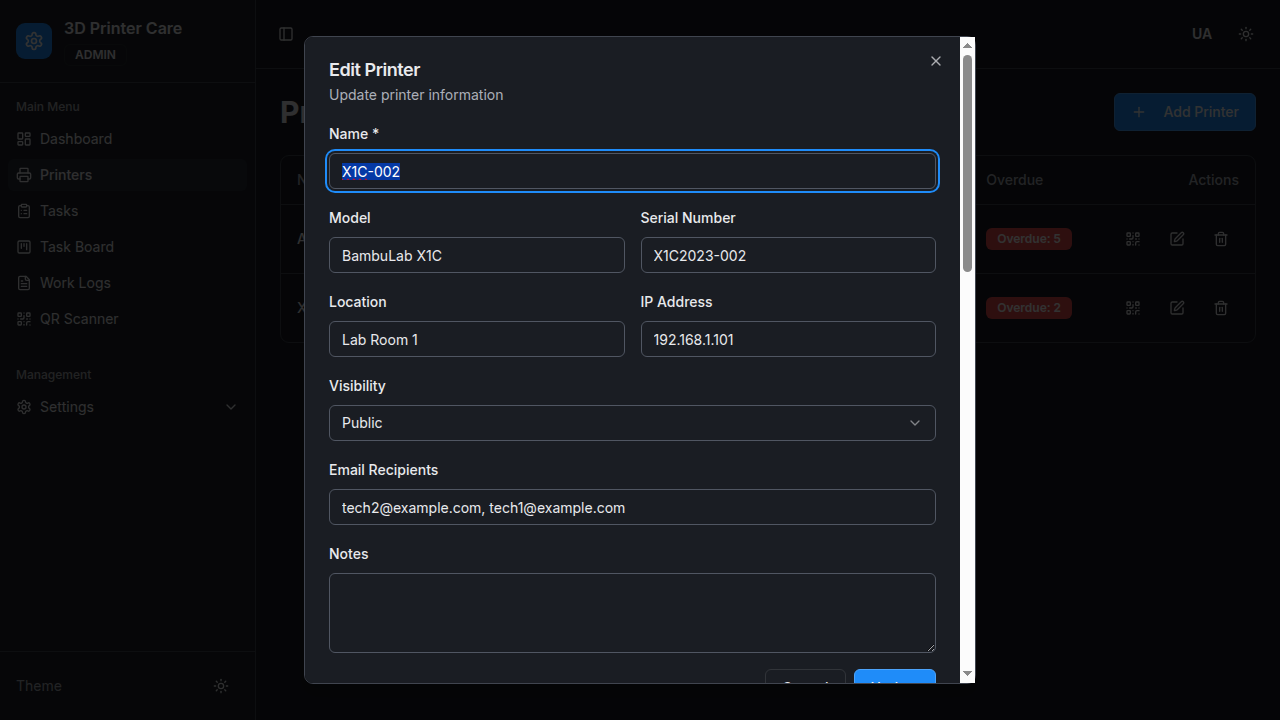 3D Printer Care
ADMIN
UA
Main Menu
Dashboard
Printers
Tasks
Task Board
Work Logs
QR Scanner
Management
Settings
Theme
Add Printer
Overdue
Actions
Overdue: 5
Overdue: 2
Edit Printer
Update printer information
Name *
X1C-002
Model
Serial Number
BambuLab X1C
X1C2023-002
Location
IP Address
Lab Room 1
192.168.1.101
Visibility
Public
Email Recipients
tech2@example.com, tech1@example.com
Notes